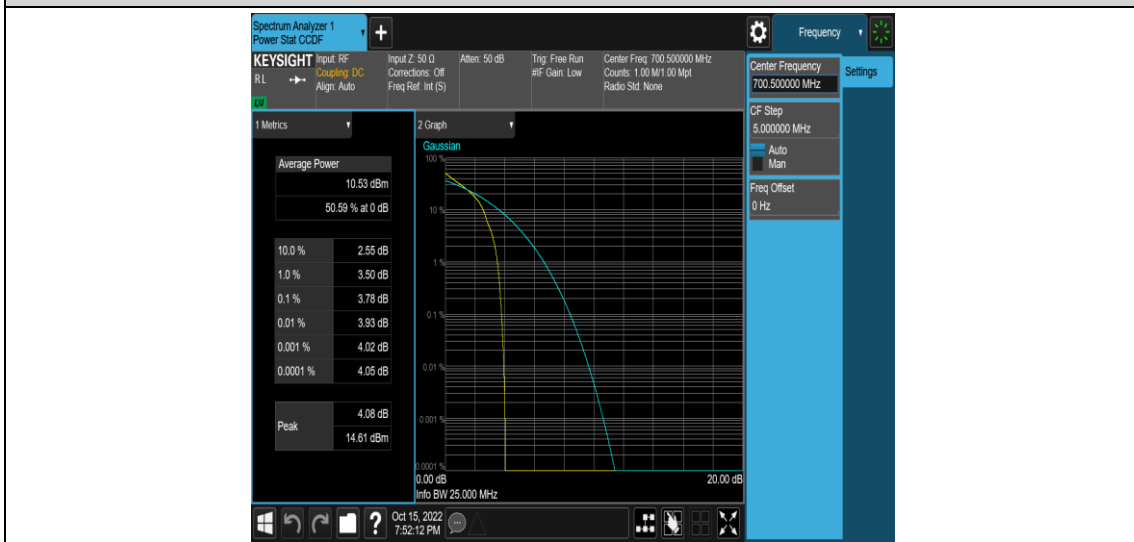 Spectrum Analyzer 1
Power Stat CCDF
Frequency
KEYSIGHT
RL
Input: RF
Coupling: DC
Align: Auto
Input Z: 50 Ω
Corrections: Off
Freq Ref: Int (S)
Atten: 50 dB
Trig: Free Run
#IF Gain: Low
Center Freq: 700.500000 MHz
Counts: 1.00 M/1.00 Mpt
Radio Std: None
Center Frequency
700.500000 MHz
Settings
CF Step
5.000000 MHz
Auto
Man
Freq Offset
0 Hz
1 Metrics
Average Power
10.53 dBm
50.59 % at 0 dB
10.0 % 2.55 dB
1.0 % 3.50 dB
0.1 % 3.78 dB
0.01 % 3.93 dB
0.001 % 4.02 dB
0.0001 % 4.05 dB
Peak
4.08 dB
14.61 dBm
2 Graph
Gaussian
100 %
10 %
1 %
0.1 %
0.01 %
0.001 %
0.0001 %
0.00 dB 20.00 dB
Info BW 25.000 MHz
Oct 15, 2022
7:52:12 PM